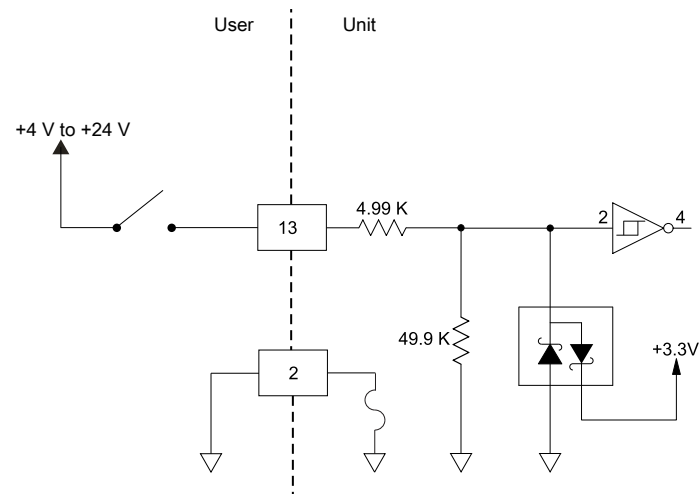 User
Unit
+4 V to +24 V
13
4.99 K
2
4
49.9 K
+3.3V
2